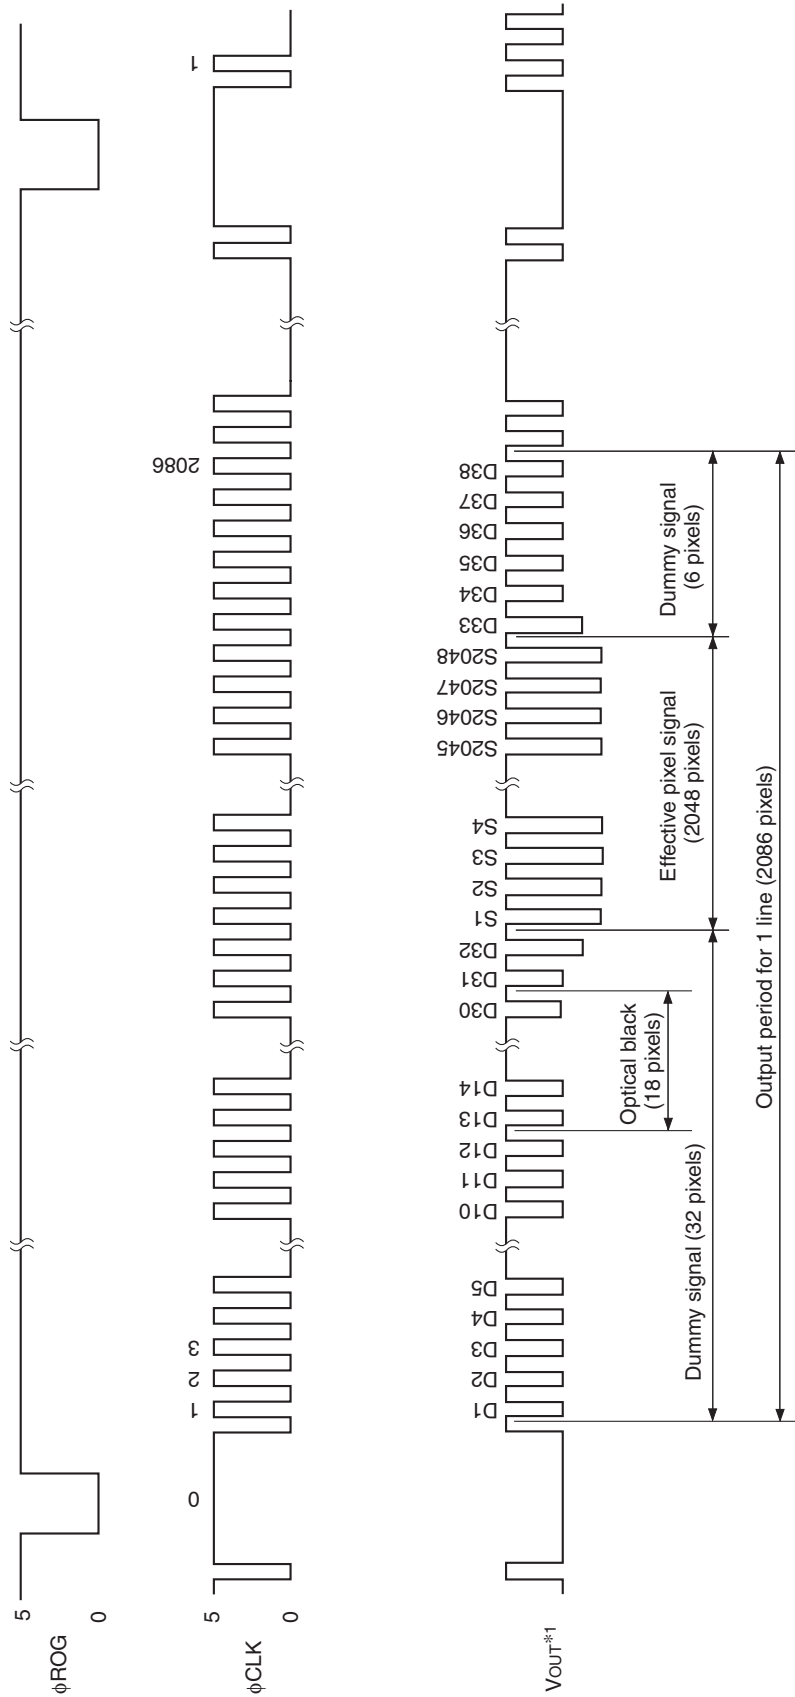 φROG
5
0
φCLK
5
0
0
1
2
3
2086
1
VOUT*1
D1
D2
D3
D4
D5
D10
D11
D12
D13
D14
D30
D31
D32
S1
S2
S3
S4
S2045
S2046
S2047
S2048
D33
D34
D35
D36
D37
D38
Optical black
(18 pixels)
Dummy signal (32 pixels)
Effective pixel signal
(2048 pixels)
Dummy signal
(6 pixels)
Output period for 1 line (2086 pixels)